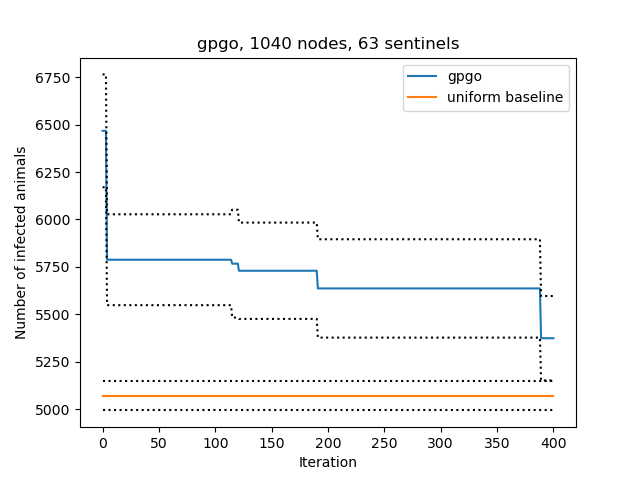 gpgo, 1040 nodes, 63 sentinels
gpgo
uniform baseline
Number of infected animals
6750
6500
6250
6000
5750
5500
5250
5000
0 50 100 150 200 250 300 350 400
Iteration